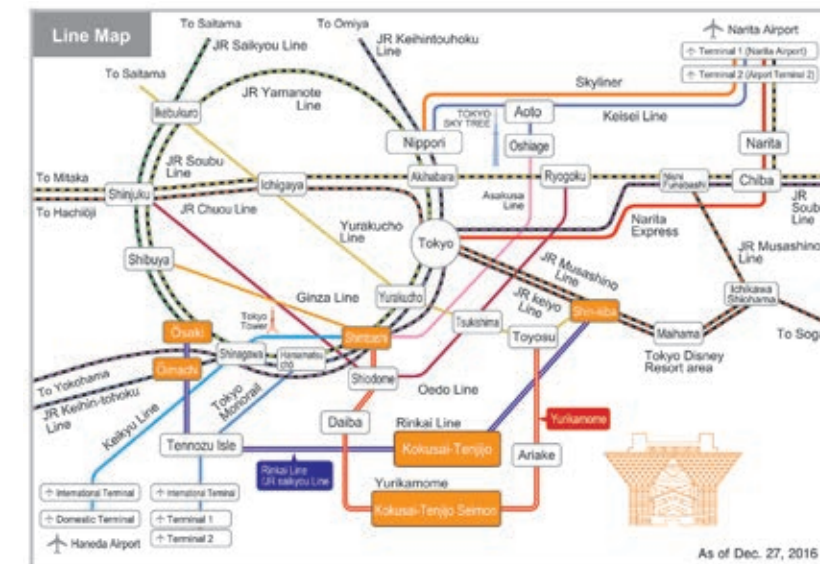 Line Map
To Saitama
JR Saikyou Line
To Omiya
JR Keihintouhoku
Line
Narita Airport
Terminal 1 (Narita Airport)
Terminal 2 (Airport Terminal 2)
To Saitama
Ikebukuro
JR Yamanote
Line
Skyliner
TOKYO
SKY TREE
Aoto
Keisei Line
Nippori
Oshiage
Narita
JR Soubu
Line
To Mitaka
Shinjuku
Ichigaya
Akihabara
Ryogoku
Nishi
Funabashi
Chiba
To Hachioji
JR Chuou Line
Asakusa
Line
JR
Soubu
Line
Yurakucho
Line
Tokyo
Narita
Express
JR Musashino
Line
Shibuya
JR Musashino
Line
JR keiyo
Line
Ginza Line
Yurakucho
Ichikawa
Shiohama
Tokyo
Tower
Osaki
Shimbashi
Tsukishima
Shin-kiba
Toyosu
Maihama
To Soga
Shinagawa
Hamamatsu
chō
Tokyo Disney
Resort area
Oimachi
Shiodome
Oedo Line
To Yokohama
JR Keihin-tohoku
Line
Keikyu Line
Tokyo
Monorail
Daiba
Rinkai Line
Yurikamome
Tennozu Isle
Kokusai-Tenjijo
Ariake
Rinkai Line
/JR saikyou Line
Yurikamome
International Terminal
International Terminal
Kokusai-Tenjijo Seimon
Domestic Terminal
Terminal 1
Haneda Airport
Terminal 2
As of Dec. 27, 2016